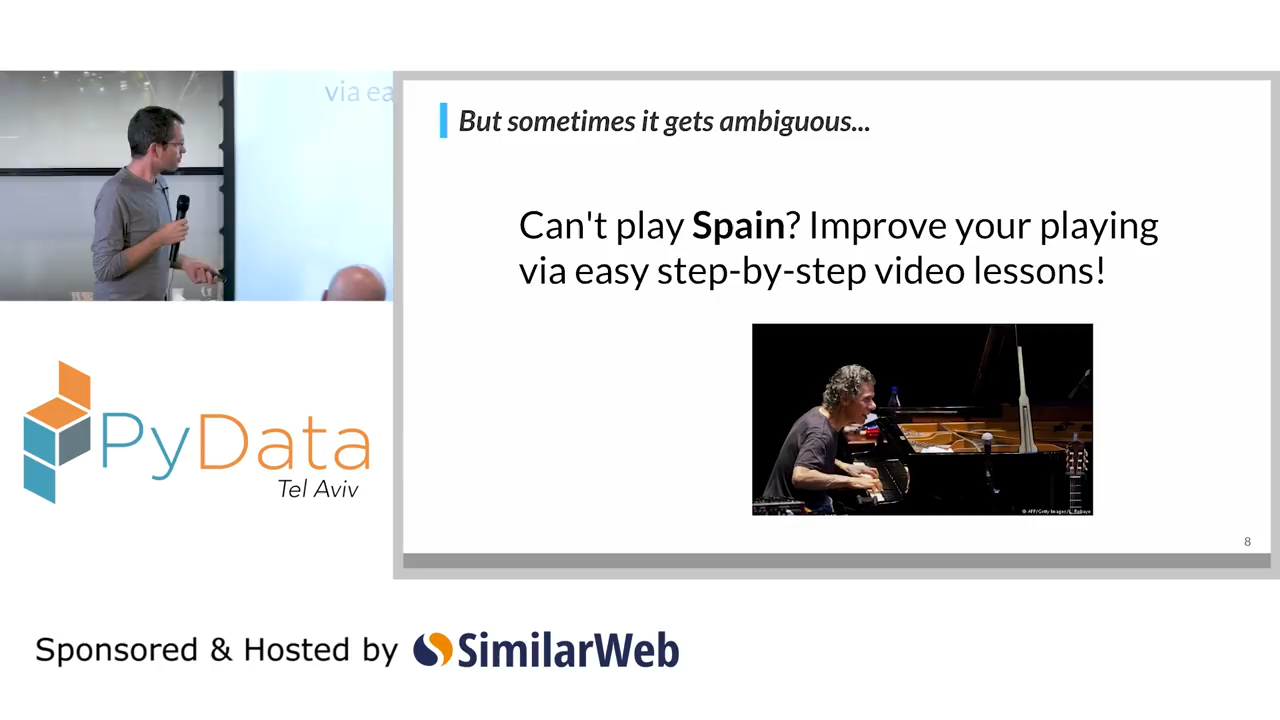 via ea
But sometimes it gets ambiguous...
Can't play Spain? Improve your playing
via easy step-by-step video lessons!
8
PyData
Tel Aviv
Sponsored & Hosted by SimilarWeb